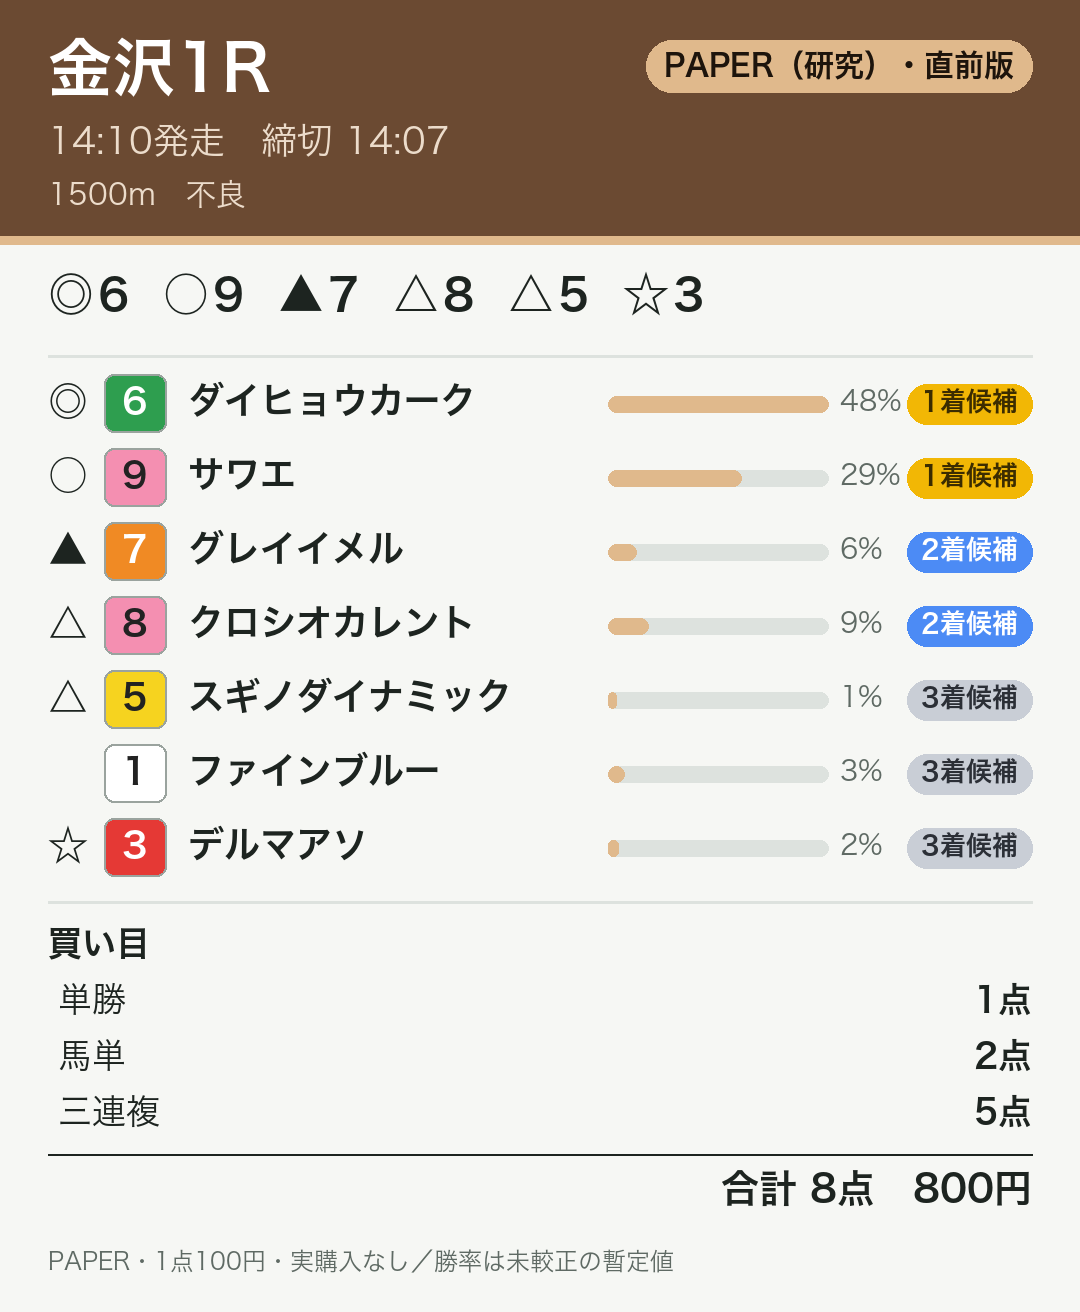 金沢1R
PAPER（研究）・直前版
14:10発走　締切 14:07
1500m　不良
◎6 ○9 ▲7 △8 △5 ☆3
◎ 6 ダイヒョウカーク 48% 1着候補
○ 9 サワエ 29% 1着候補
▲ 7 グレイイメル 6% 2着候補
△ 8 クロシオカレント 9% 2着候補
△ 5 スギノダイナミック 1% 3着候補
1 ファインブルー 3% 3着候補
☆ 3 デルマアソ 2% 3着候補
買い目
単勝 1点
馬単 2点
三連複 5点
合計 8点　800円
PAPER・1点100円・実購入なし／勝率は未較正の暫定値